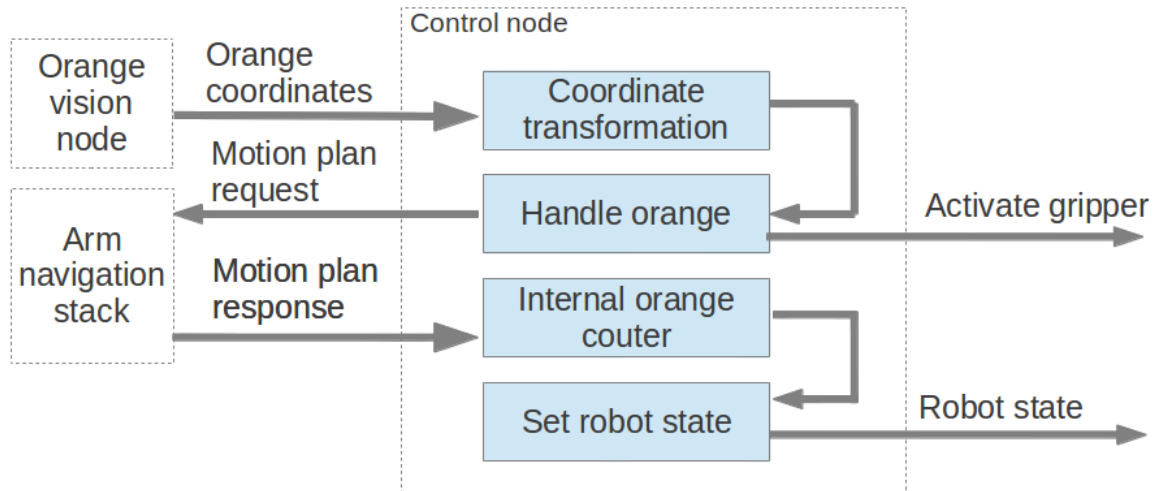 Control node
Orange
vision
node
Orange
coordinates
Coordinate
transformation
Motion plan
request
Handle orange
Activate gripper
Arm
navigation
stack
Motion plan
response
Internal orange
couter
Set robot state
Robot state